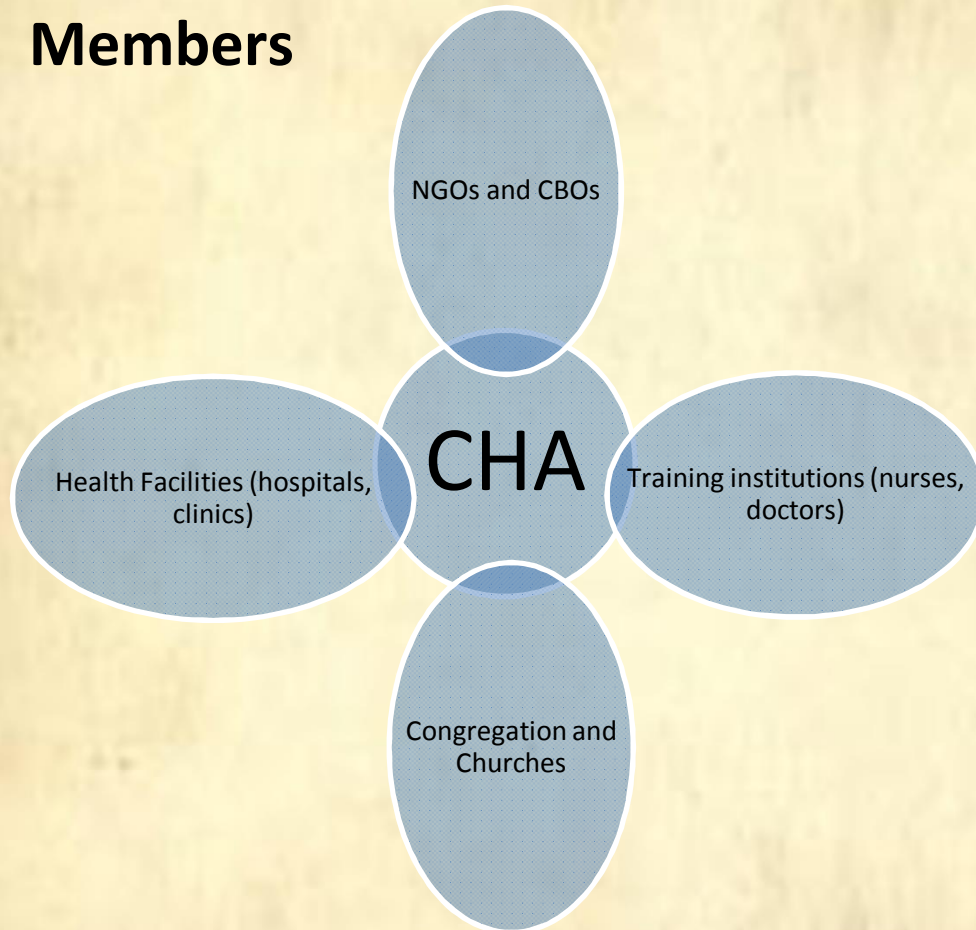 Members
NGOs and CBOs
CHA
Health Facilities (hospitals,
clinics)
Training institutions (nurses,
doctors)
Congregation and
Churches